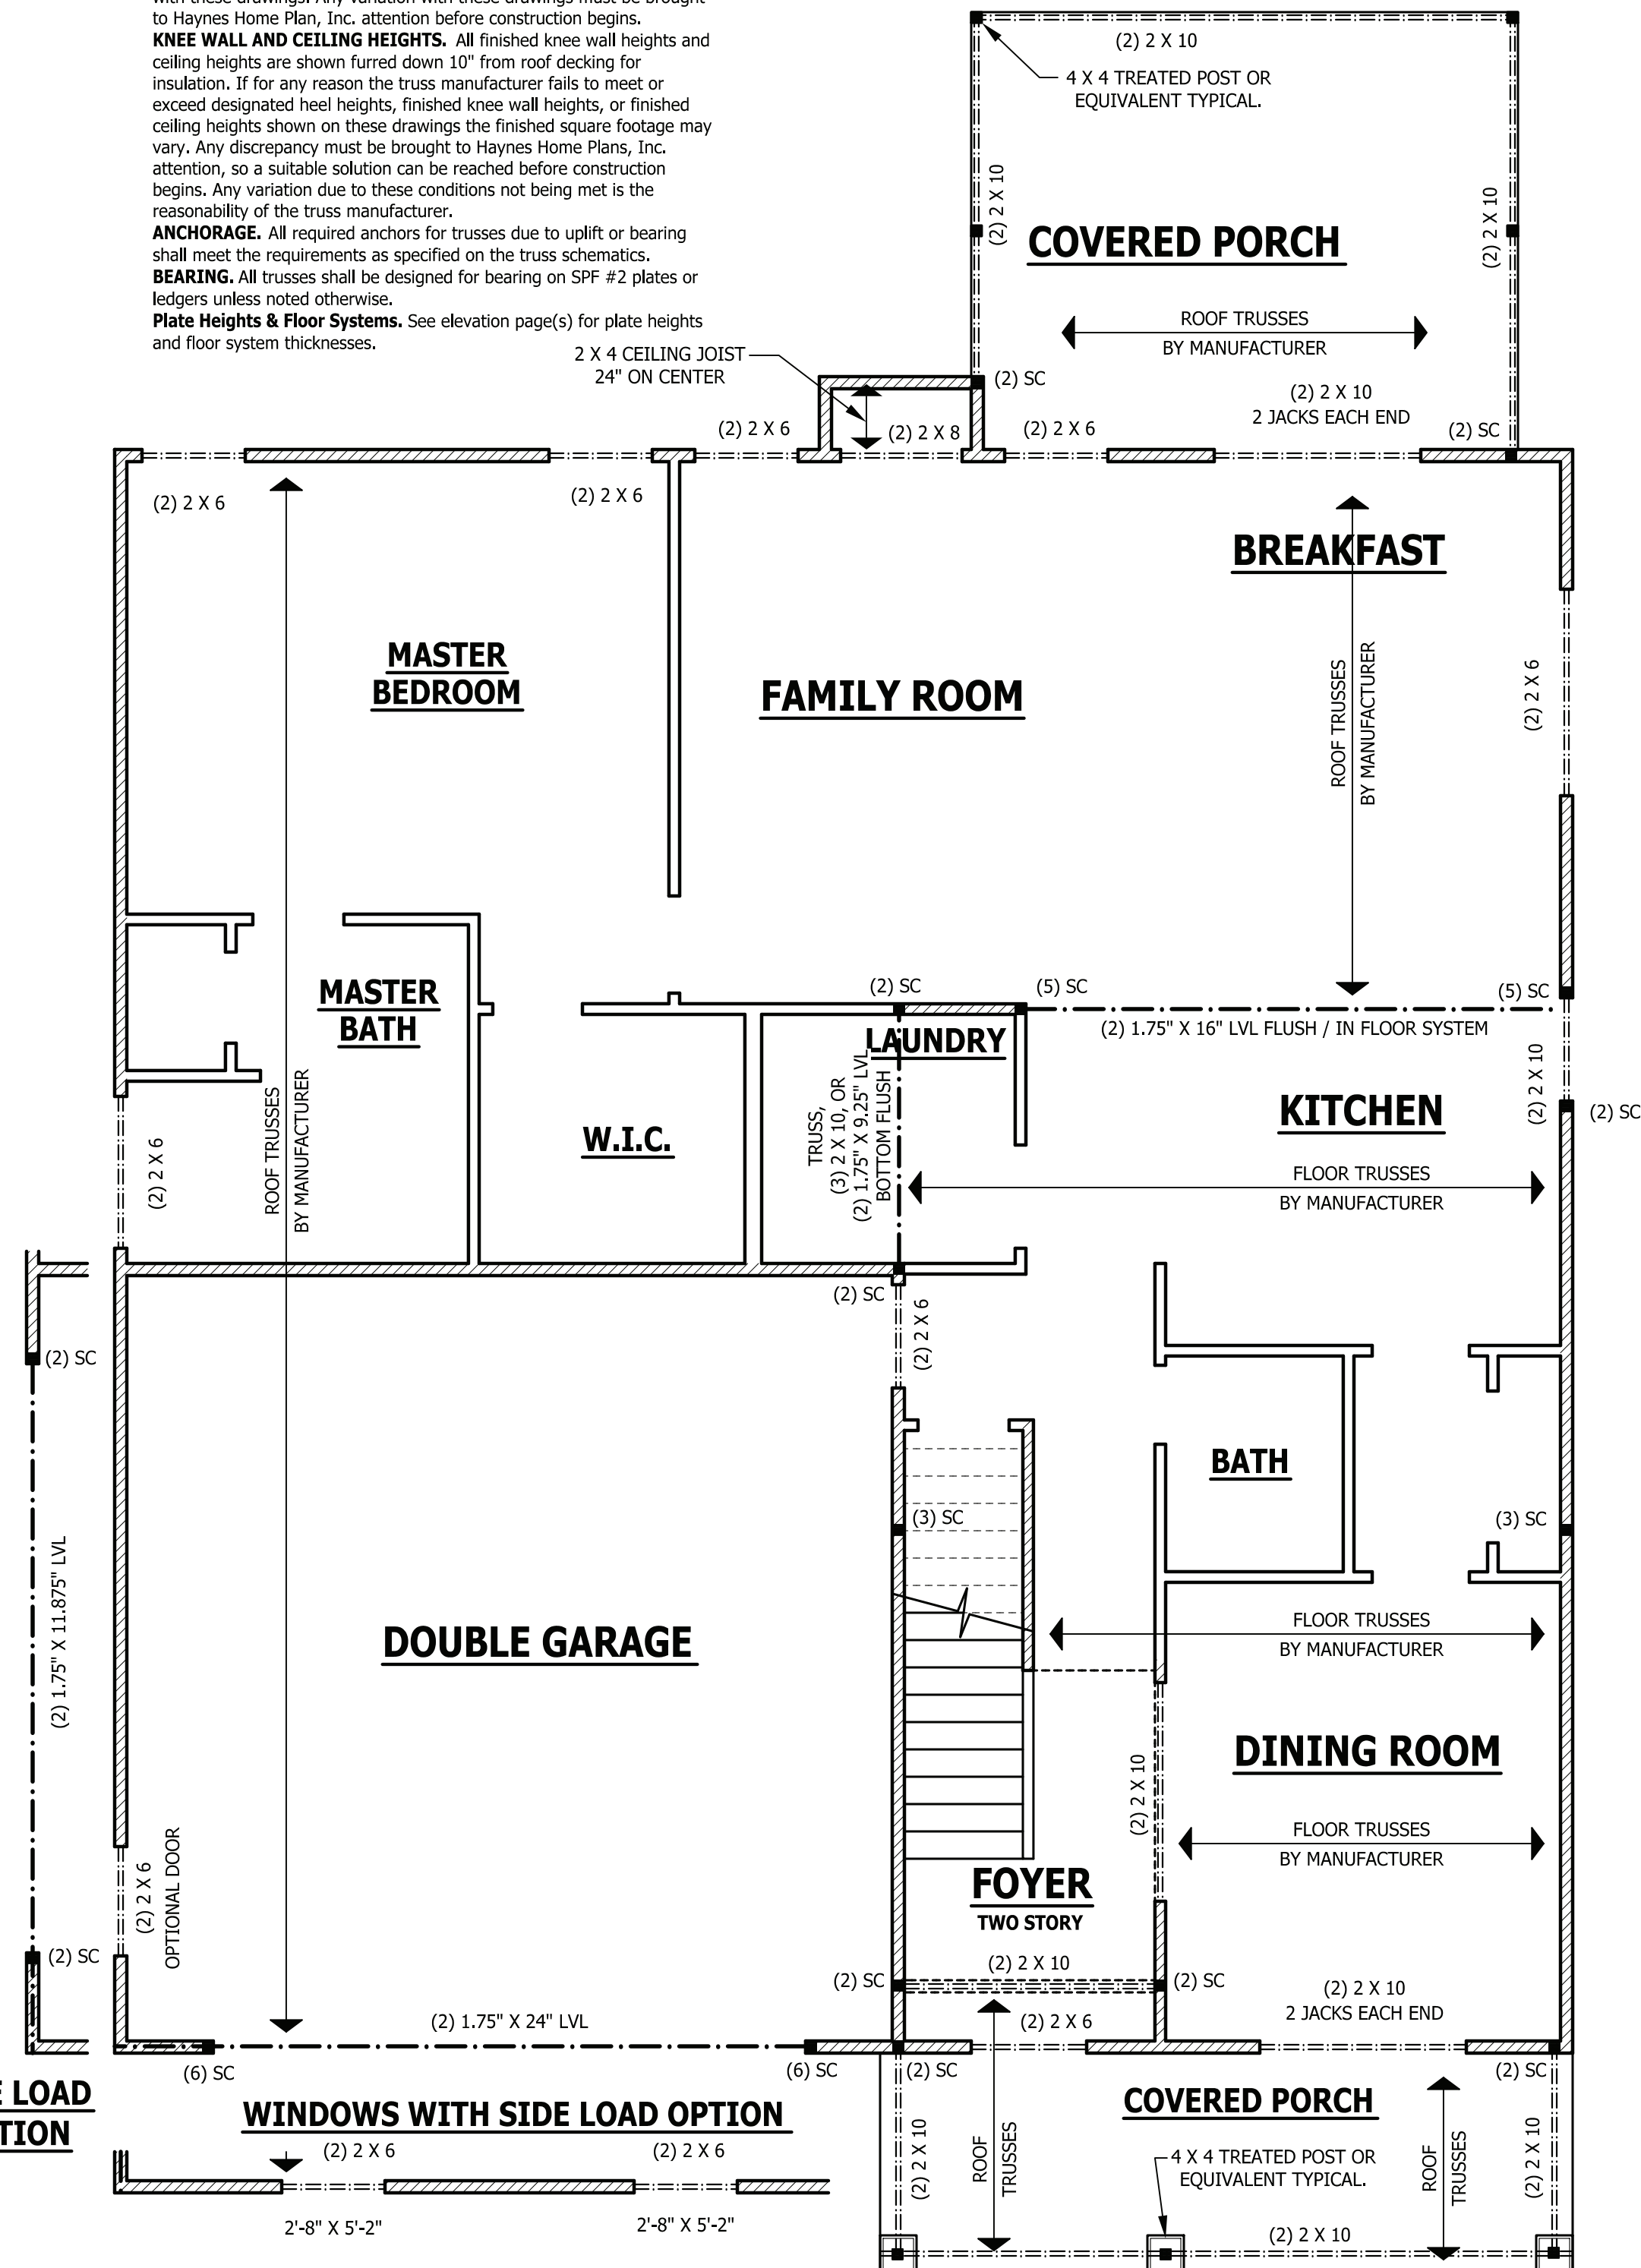 with these drawings. Any variation with these drawings must be brought
to Haynes Home Plan, Inc. attention before construction begins.
KNEE WALL AND CEILING HEIGHTS. All finished knee wall heights and
ceiling heights are shown furred down 10" from roof decking for
insulation. If for any reason the truss manufacturer fails to meet or
exceed designated heel heights, finished knee wall heights, or finished
ceiling heights shown on these drawings the finished square footage may
vary. Any discrepancy must be brought to Haynes Home Plans, Inc.
attention, so a suitable solution can be reached before construction
begins. Any variation due to these conditions not being met is the
reasonability of the truss manufacturer.
ANCHORAGE. All required anchors for trusses due to uplift or bearing
shall meet the requirements as specified on the truss schematics.
BEARING. All trusses shall be designed for bearing on SPF #2 plates or
ledgers unless noted otherwise.
Plate Heights & Floor Systems. See elevation page(s) for plate heights
and floor system thicknesses.
(2) 2 X 10
4 X 4 TREATED POST OR
EQUIVALENT TYPICAL.
(2) 2 X 10
(2) 2 X 10
COVERED PORCH
ROOF TRUSSES
BY MANUFACTURER
2 X 4 CEILING JOIST
24" ON CENTER
(2) SC
(2) 2 X 10
2 JACKS EACH END
(2) 2 X 6
(2) 2 X 8
(2) 2 X 6
(2) SC
(2) 2 X 6
(2) 2 X 6
BREAKFAST
MASTER
BEDROOM
FAMILY ROOM
ROOF TRUSSES
BY MANUFACTURER
(2) 2 X 6
MASTER
BATH
(2) SC
(5) SC
(5) SC
(2) 1.75" X 16" LVL FLUSH / IN FLOOR SYSTEM
LAUNDRY
TRUSS,
(3) 2 X 10, OR
(2) 1.75" X 9.25" LVL
BOTTOM FLUSH
(2) 2 X 10
(2) SC
KITCHEN
W.I.C.
ROOF TRUSSES
BY MANUFACTURER
(2) 2 X 6
FLOOR TRUSSES
BY MANUFACTURER
(2) SC
(2) 2 X 6
(2) SC
BATH
(3) SC
(3) SC
(2) 1.75" X 11.875" LVL
DOUBLE GARAGE
FLOOR TRUSSES
BY MANUFACTURER
DINING ROOM
(2) 2 X 10
FLOOR TRUSSES
BY MANUFACTURER
(2) 2 X 6
OPTIONAL DOOR
FOYER
TWO STORY
(2) SC
(2) 2 X 10
(2) SC
(2) SC
(2) 2 X 10
2 JACKS EACH END
(2) 1.75" X 24" LVL
(2) 2 X 6
(6) SC
(6) SC
(2) SC
(2) SC
E LOAD
TION
WINDOWS WITH SIDE LOAD OPTION
COVERED PORCH
(2) 2 X 6
(2) 2 X 6
(2) 2 X 10
ROOF
TRUSSES
4 X 4 TREATED POST OR
EQUIVALENT TYPICAL.
ROOF
TRUSSES
(2) 2 X 10
2'-8" X 5'-2"
2'-8" X 5'-2"
(2) 2 X 10